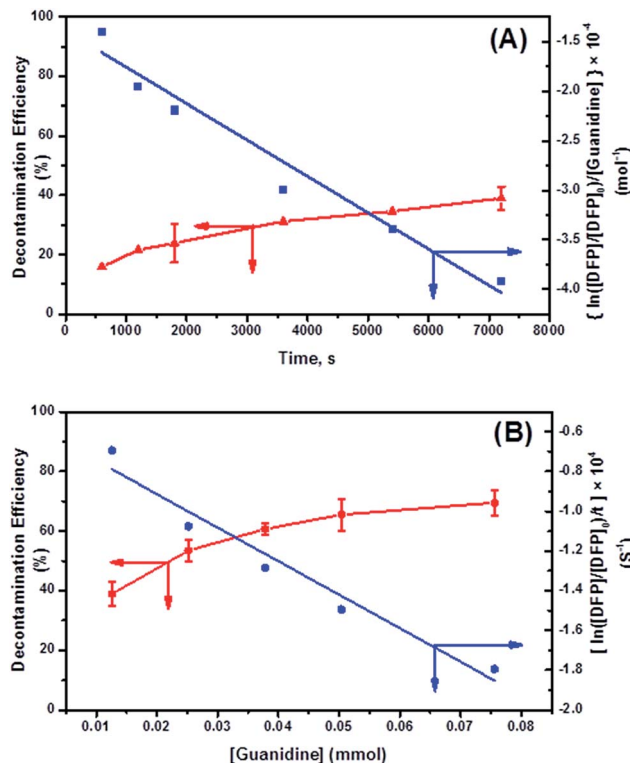 (A)
Decontamination Efficiency
(%)
100
80
60
40
20
0
-1.5
-2.0
-2.5
-3.0
-3.5
-4.0
{ ln([DFP]/[DFP]₀)/[Guanidine] } × 10⁻⁴
(mol⁻¹)
0 1000 2000 3000 4000 5000 6000 7000 8000
Time, s
(B)
Decontamination Efficiency
(%)
100
80
60
40
20
0
-0.6
-0.8
-1.0
-1.2
-1.4
-1.6
-1.8
-2.0
[ ln([DFP]/[DFP]₀)/t ] × 10⁴
(S⁻¹)
0.01 0.02 0.03 0.04 0.05 0.06 0.07 0.08
[Guanidine] (mmol)